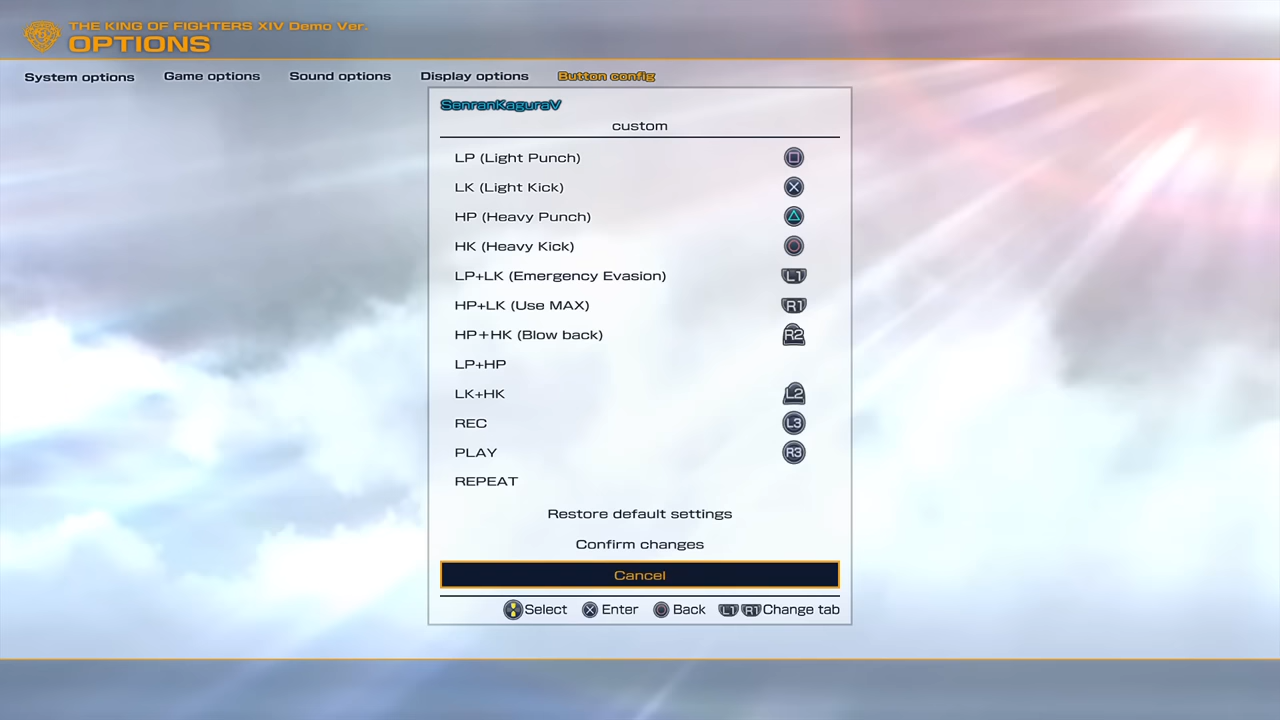 THE KING OF FIGHTERS XIV Demo Ver.
OPTIONS
System options Game options Sound options Display options Button config
SenranKaguraV
custom
LP (Light Punch)
LK (Light Kick)
HP (Heavy Punch)
HK (Heavy Kick)
LP+LK (Emergency Evasion) L1
HP+LK (Use MAX) R1
HP+HK (Blow back) R2
LP+HP
LK+HK L2
REC L3
PLAY R3
REPEAT
Restore default settings
Confirm changes
Cancel
Select Enter Back L1 R1 Change tab